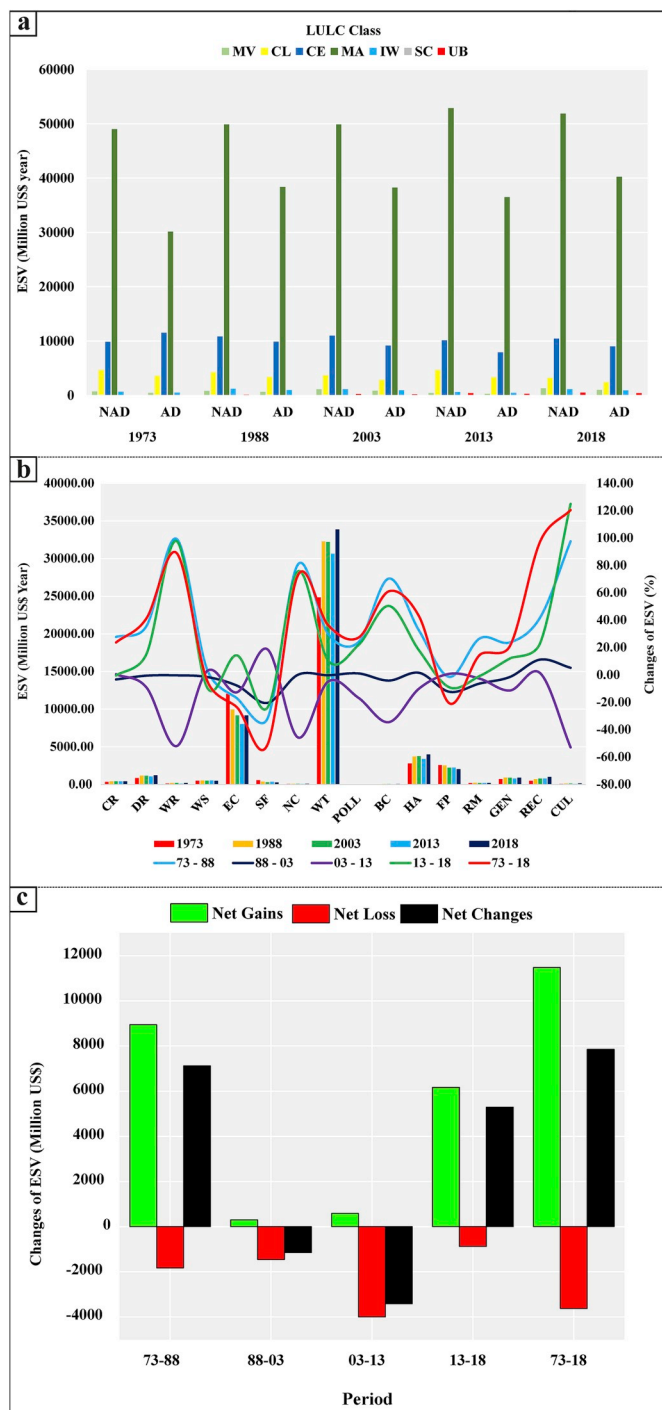 a
LULC Class
MV CL CE MA IW SC UB
ESV (Million US$ year)
60000
50000
40000
30000
20000
10000
0
NAD AD NAD AD NAD AD NAD AD NAD AD
1973 1988 2003 2013 2018
b
ESV (Million US$ Year)
40000.00
35000.00
30000.00
25000.00
20000.00
15000.00
10000.00
5000.00
0.00
140.00
120.00
100.00
80.00
60.00
40.00
20.00
0.00
-20.00
-40.00
-60.00
-80.00
Changes of ESV (%)
CR DR WR WS EC SF NC WT POLL BC HA FP RM GEN REC CUL
1973 1988 2003 2013 2018
73 - 88 88 - 03 03 - 13 13 - 18 73 - 18
c
Net Gains Net Loss Net Changes
Changes of ESV (Million US$)
12000
10000
8000
6000
4000
2000
0
-2000
-4000
73-88 88-03 03-13 13-18 73-18
Period